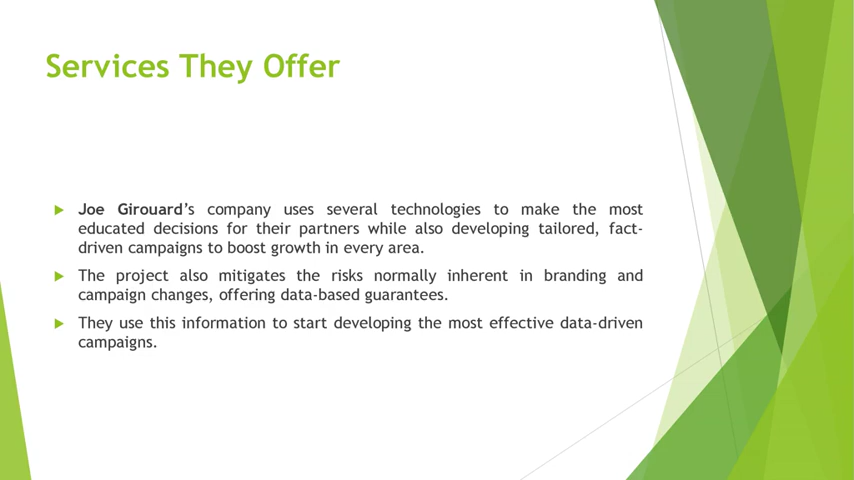 Services They Offer
Joe Girouard's company uses several technologies to make the most
educated decisions for their partners while also developing tailored, fact-
driven campaigns to boost growth in every area.
The project also mitigates the risks normally inherent in branding and
campaign changes, offering data-based guarantees.
They use this information to start developing the most effective data-driven
campaigns.